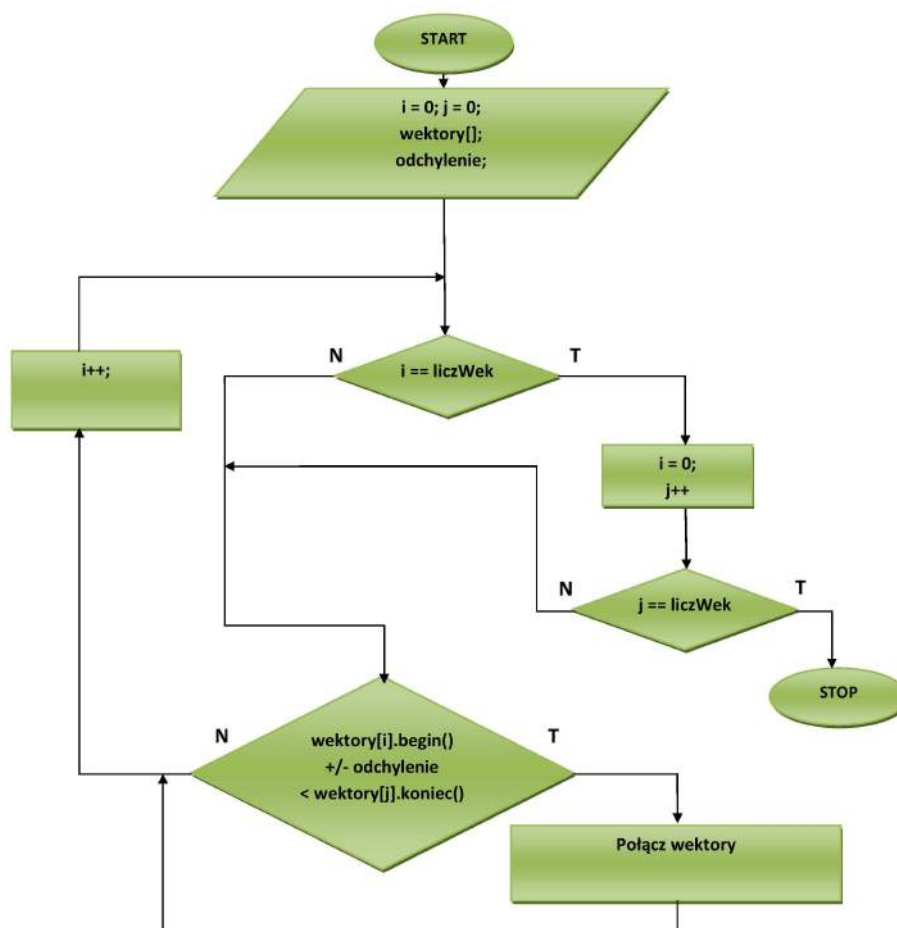 START
i = 0; j = 0;
wektory[];
odchylenie;
N
T
i++;
i == liczWek
i = 0;
j++
N
T
j == liczWek
STOP
N
T
wektory[i].begin()
+/- odchylenie
< wektory[j].koniec()
Połącz wektory